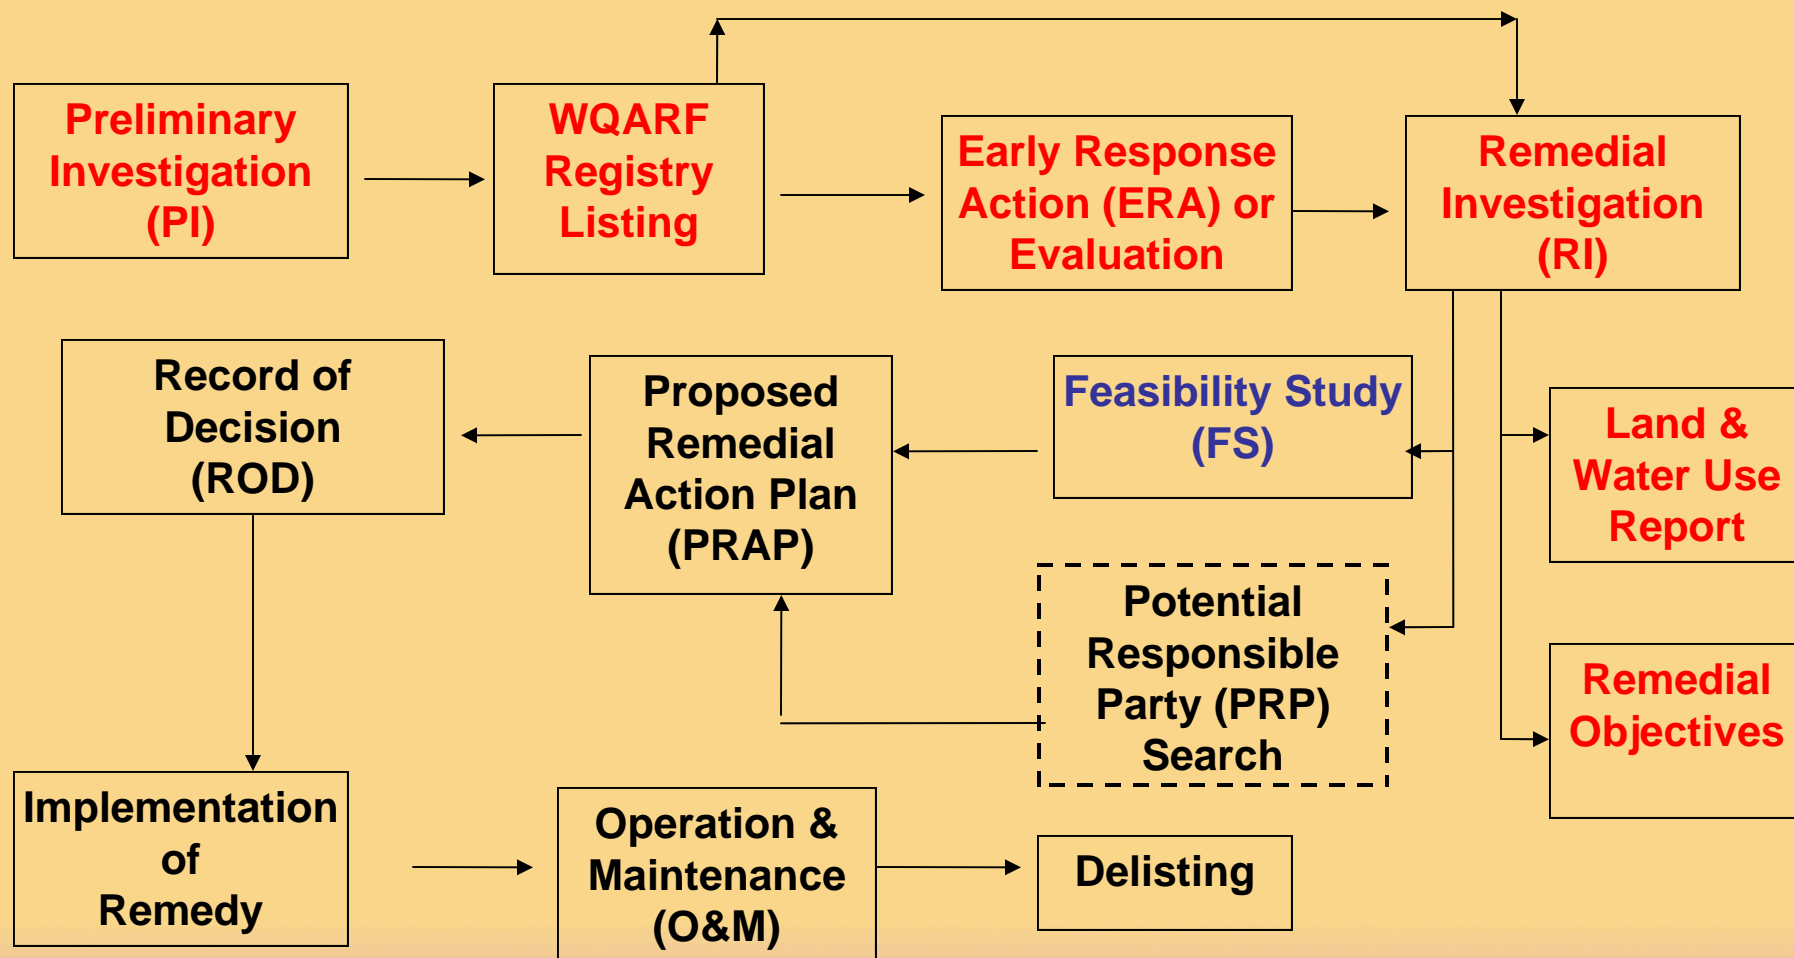 Preliminary
Investigation
(PI)
WQARF
Registry
Listing
Early Response
Action (ERA) or
Evaluation
Remedial
Investigation
(RI)
Record of
Decision
(ROD)
Proposed
Remedial
Action Plan
(PRAP)
Feasibility Study
(FS)
Land &
Water Use
Report
Potential
Responsible
Party (PRP)
Search
Remedial
Objectives
Implementation
of
Remedy
Operation &
Maintenance
(O&M)
Delisting